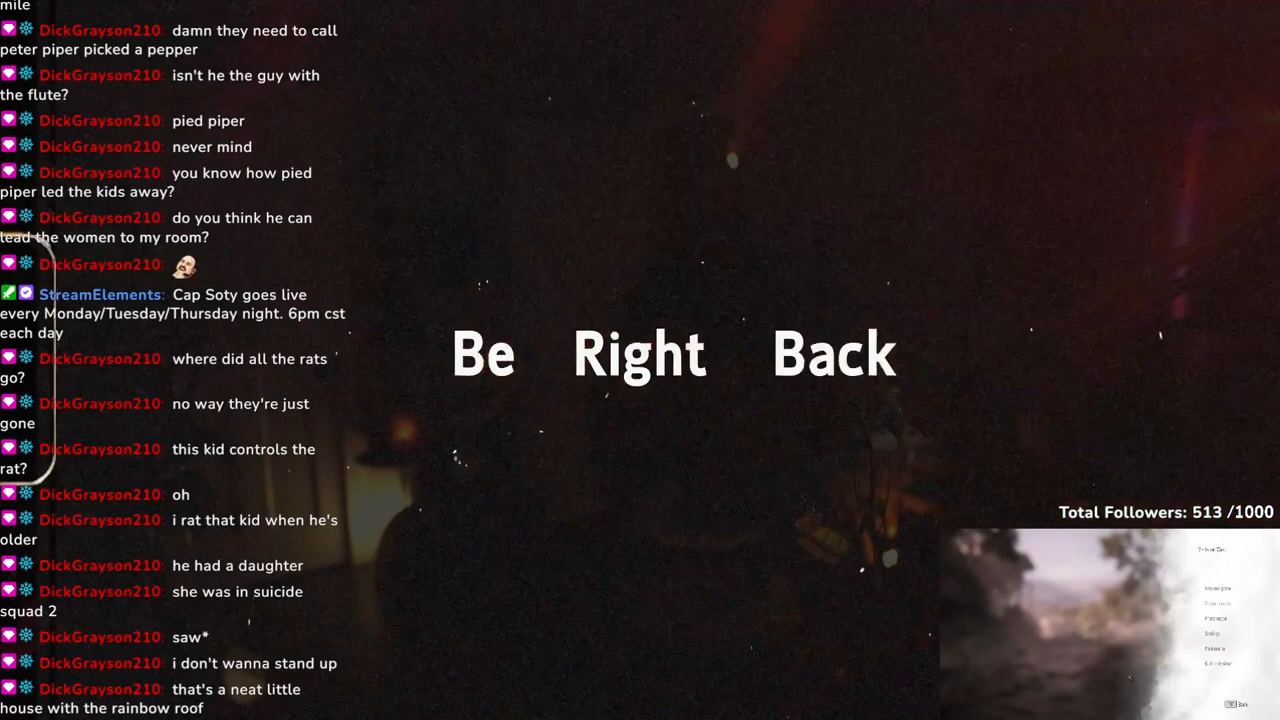 mile
DickGrayson210: damn they need to call
peter piper picked a pepper
DickGrayson210: isn't he the guy with
the flute?
DickGrayson210: pied piper
DickGrayson210: never mind
DickGrayson210: you know how pied
piper led the kids away?
DickGrayson210: do you think he can
lead the women to my room?
DickGrayson210:
StreamElements: Cap Soty goes live
every Monday/Tuesday/Thursday night. 6pm cst
each day
DickGrayson210: where did all the rats
go?
DickGrayson210: no way they're just
gone
DickGrayson210: this kid controls the
rat?
DickGrayson210: oh
DickGrayson210: i rat that kid when he's
older
DickGrayson210: he had a daughter
DickGrayson210: she was in suicide
squad 2
DickGrayson210: saw*
DickGrayson210: i don't wanna stand up
DickGrayson210: that's a neat little
house with the rainbow roof
Be Right Back
Total Followers: 513 /1000
Back